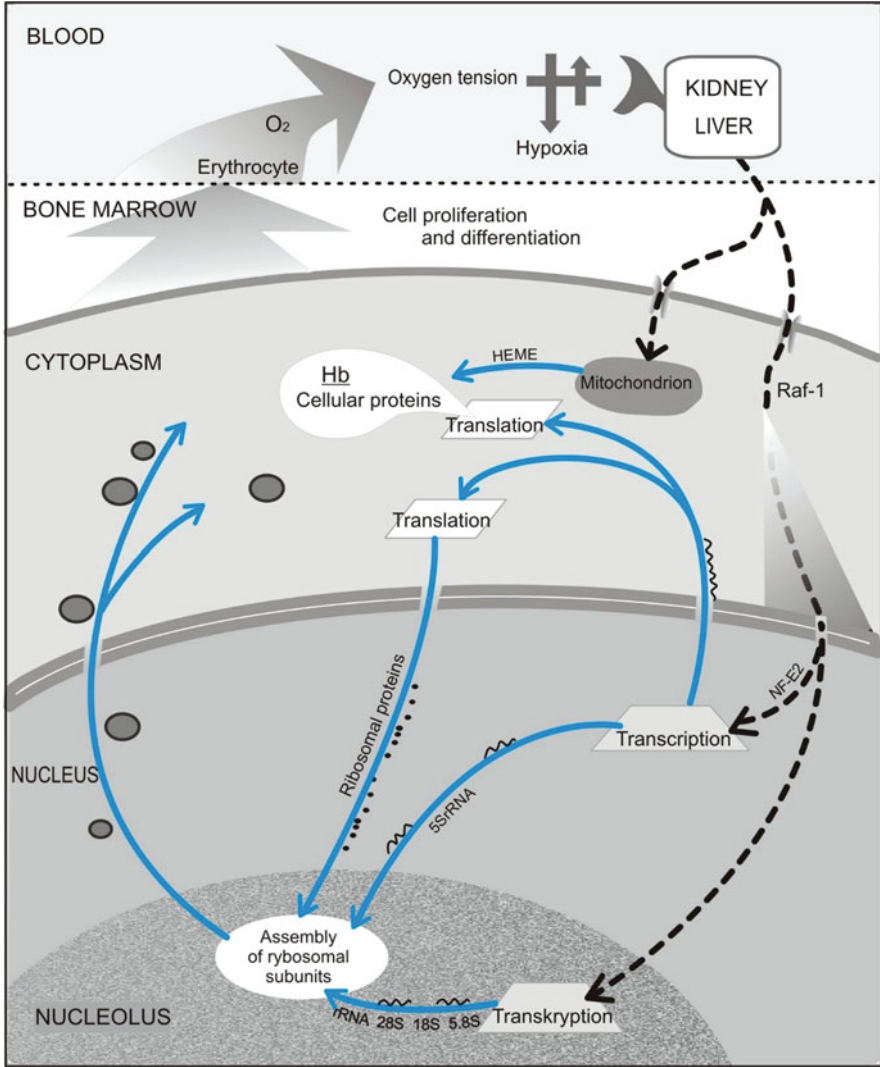 BLOOD
Oxygen tension
KIDNEY
LIVER
O₂
Hypoxia
Erythrocyte
BONE MARROW
Cell proliferation
and differentiation
CYTOPLASM
HEME
Hb
Cellular proteins
Mitochondrion
Raf-1
Translation
Translation
NF-E2
Ribosomal proteins
Transcription
NUCLEUS
5SrRNA
Assembly
of rybosomal
subunits
NUCLEOLUS
rRNA 28S 18S 5.8S
Transkryption